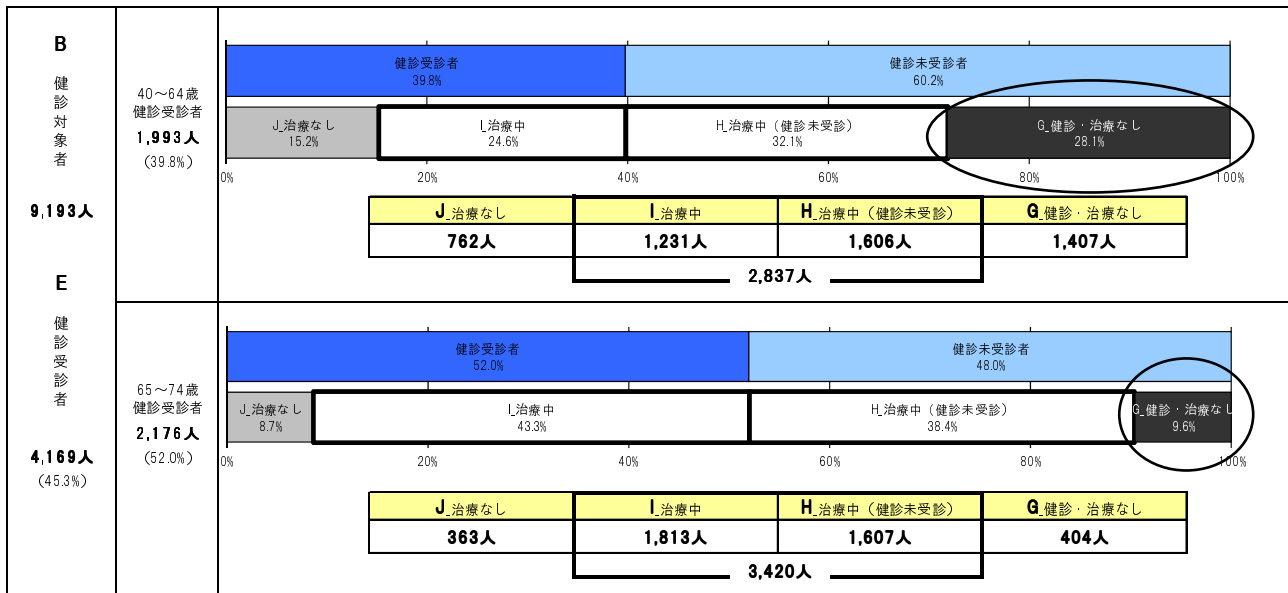 B
健診対象者
9,193人
E
健診受診者
4,169人
(45.3%)
40~64歳
健診受診者
1,993人
(39.8%)
健診受診者
39.8%
健診未受診者
60.2%
J_治療なし
15.2%
I_治療中
24.6%
H_治療中(健診未受診)
32.1%
G_健診・治療なし
28.1%
0%
20%
40%
60%
80%
100%
J_治療なし
I_治療中
H_治療中(健診未受診)
G_健診・治療なし
762人
1,231人
1,606人
1,407人
2,837人
65~74歳
健診受診者
2,176人
(52.0%)
健診受診者
52.0%
健診未受診者
48.0%
J_治療なし
8.7%
I_治療中
43.3%
H_治療中(健診未受診)
38.4%
G_健診・治療なし
9.6%
0%
20%
40%
60%
80%
100%
J_治療なし
I_治療中
H_治療中(健診未受診)
G_健診・治療なし
363人
1,813人
1,607人
404人
3,420人